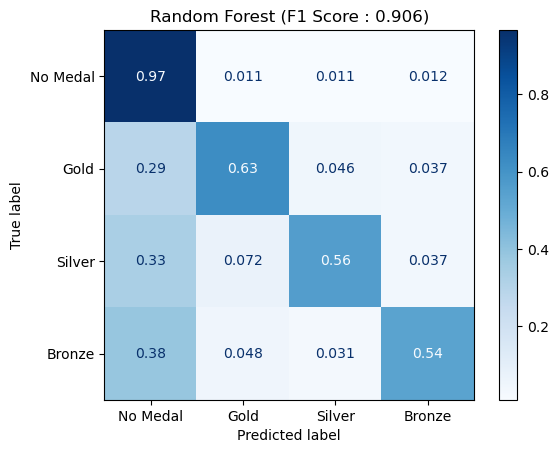 Random Forest (F1 Score : 0.906)
No Medal 0.97 0.011 0.011 0.012
Gold 0.29 0.63 0.046 0.037
Silver 0.33 0.072 0.56 0.037
Bronze 0.38 0.048 0.031 0.54
True label
No Medal Gold Silver Bronze
Predicted label
0.8
0.6
0.4
0.2